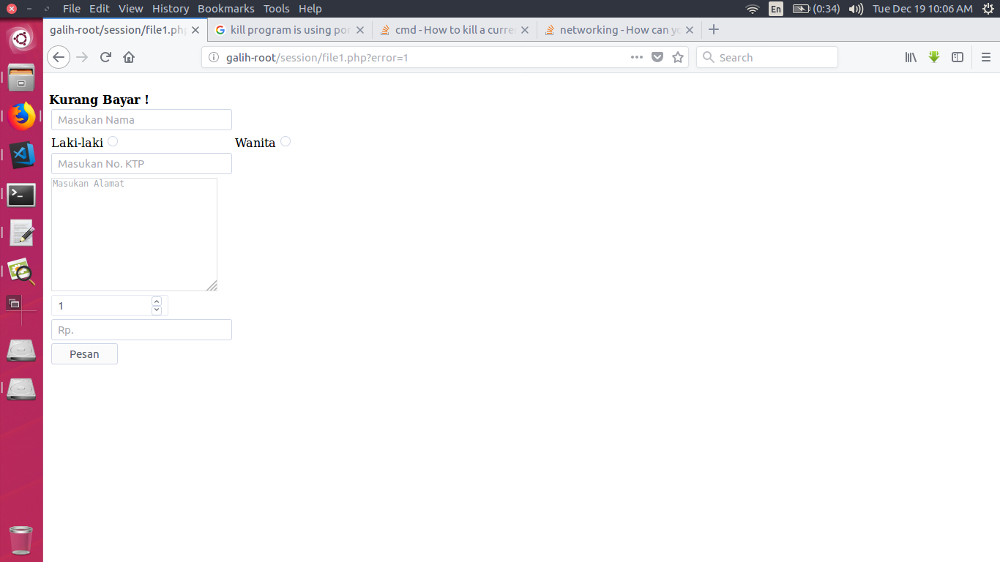 File Edit View History Bookmarks Tools Help En (0:34) Tue Dec 19 10:06 AM
galih-root/session/file1.php kill program is using por cmd - How to kill a curre networking - How can yo
galih-root/session/file1.php?error=1 Search
Kurang Bayar !
Masukan Nama
Laki-laki Wanita
Masukan No. KTP
Masukan Alamat
1
Rp.
Pesan